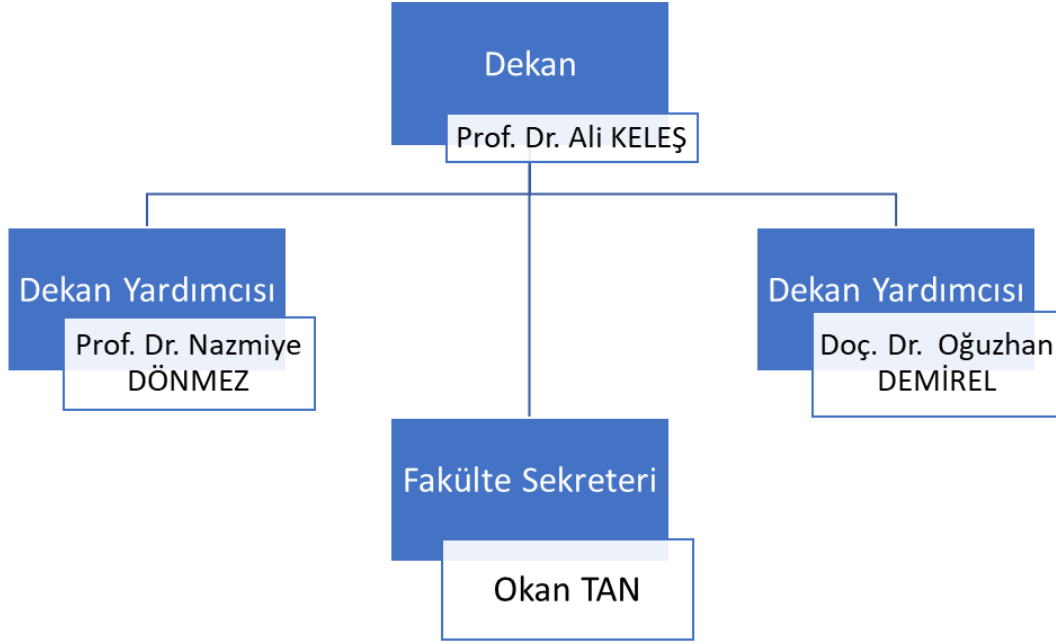 Dekan
Prof. Dr. Ali KELEŞ
Dekan Yardımcısı
Prof. Dr. Nazmiye
DÖNMEZ
Dekan Yardımcısı
Doç. Dr. Oğuzhan
DEMİREL
Fakülte Sekreteri
Okan TAN